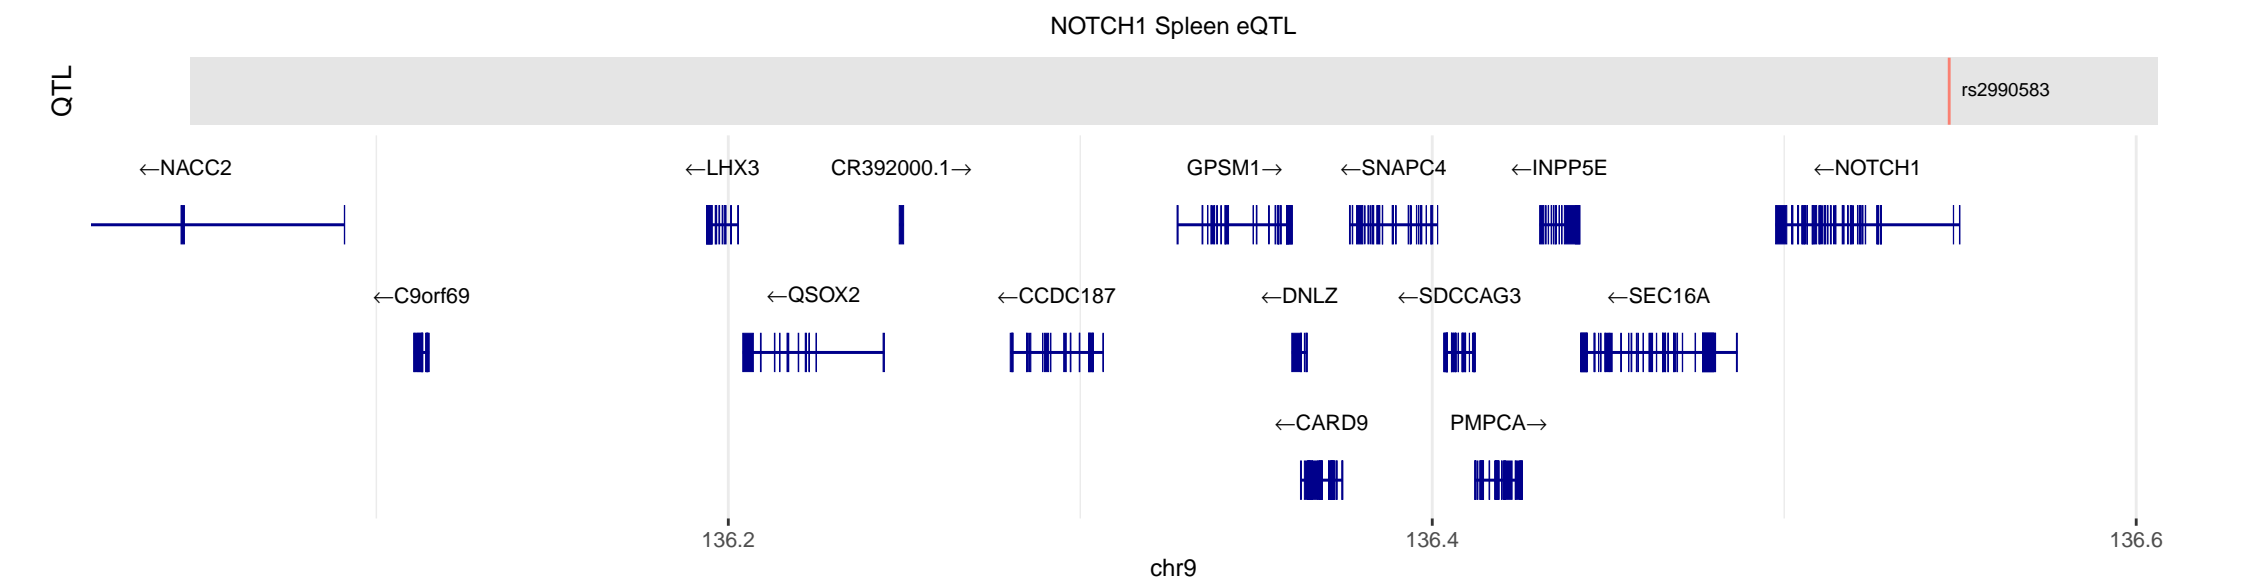 NOTCH1 Spleen eQTL
QTL
rs2990583
←NACC2
←LHX3
CR392000.1→
GPSM1→
←SNAPC4
←INPP5E
←NOTCH1
←C9orf69
←QSOX2
←CCDC187
←DNLZ
←SDCCAG3
←SEC16A
←CARD9
PMPCA→
136.2
136.4
136.6
chr9